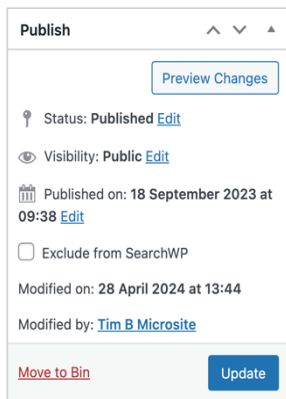 Publish
Preview Changes
Status: Published Edit
Visibility: Public Edit
Published on: 18 September 2023 at
09:38 Edit
Exclude from SearchWP
Modified on: 28 April 2024 at 13:44
Modified by: Tim B Microsite
Move to Bin
Update